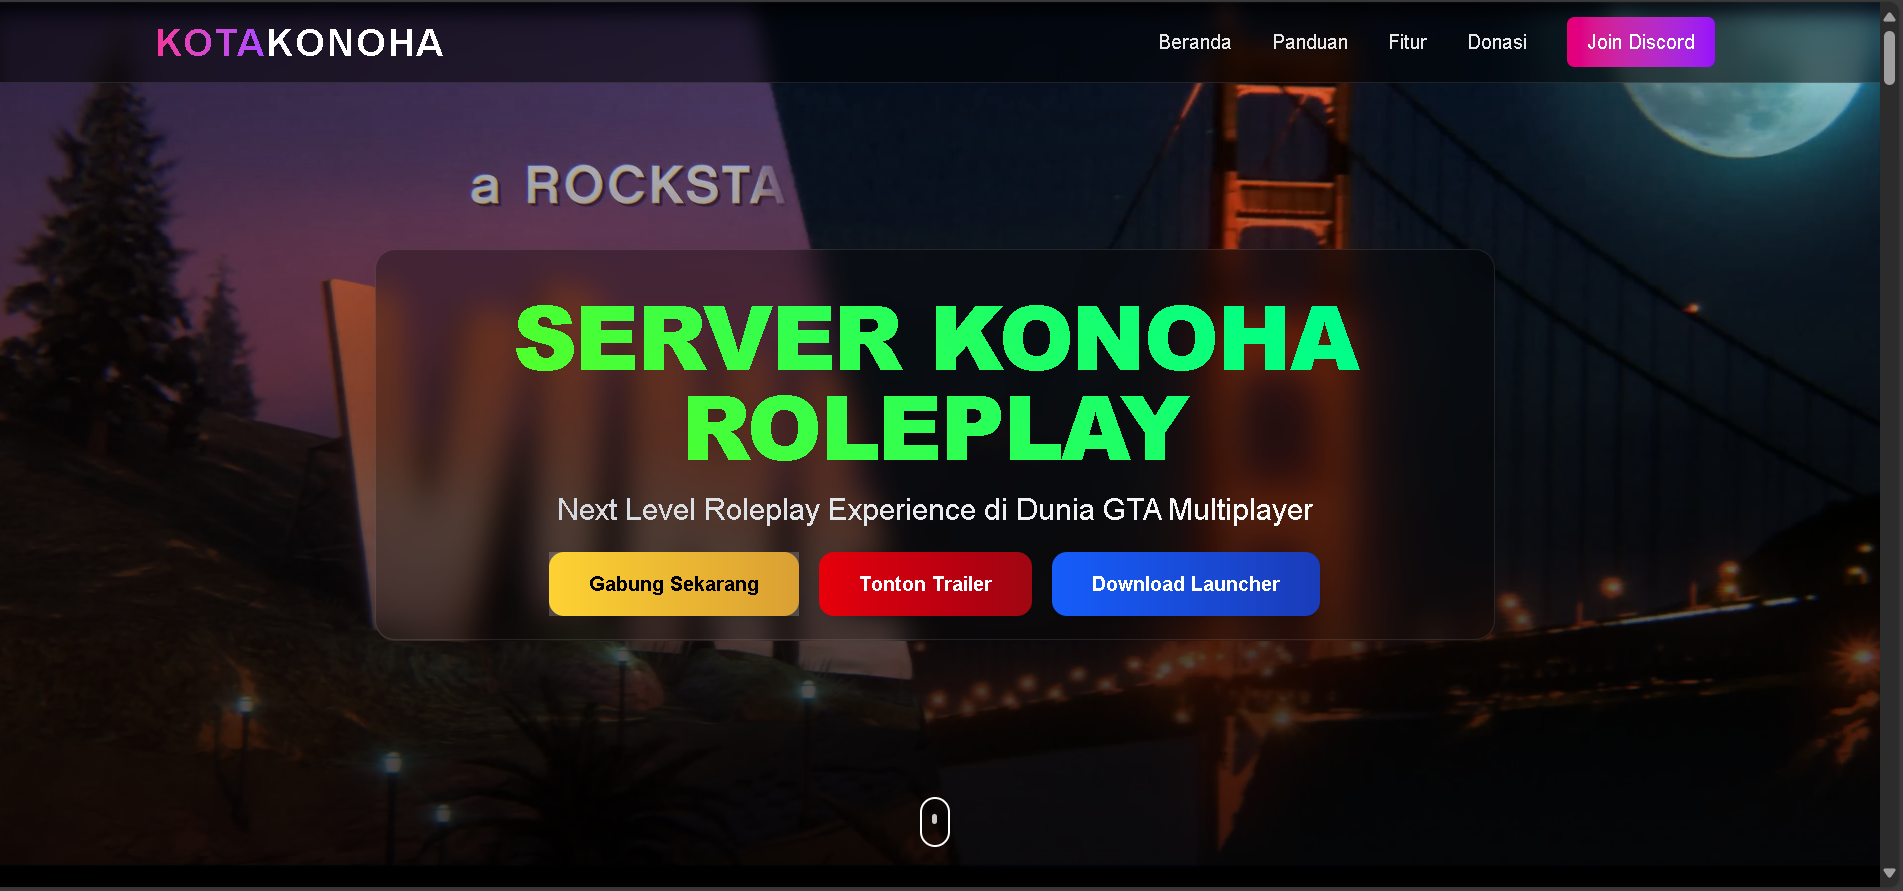 KOTAKONOHA
Beranda
Panduan
Fitur
Donasi
Join Discord
a ROCKSTA
SERVER KONOHA
ROLEPLAY
Next Level Roleplay Experience di Dunia GTA Multiplayer
Gabung Sekarang
Tonton Trailer
Download Launcher